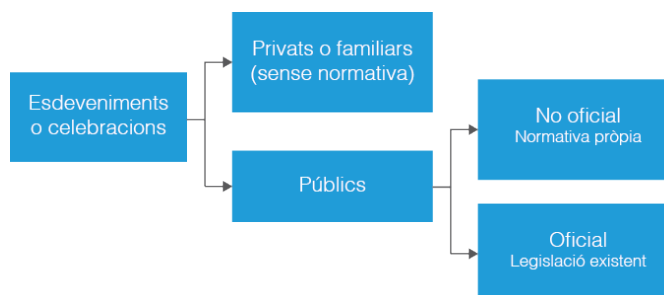 Esdeveniments
o celebracions
Privats o familiars
(sense normativa)
Públics
No oficial
Normativa pròpia
Oficial
Legislació existent